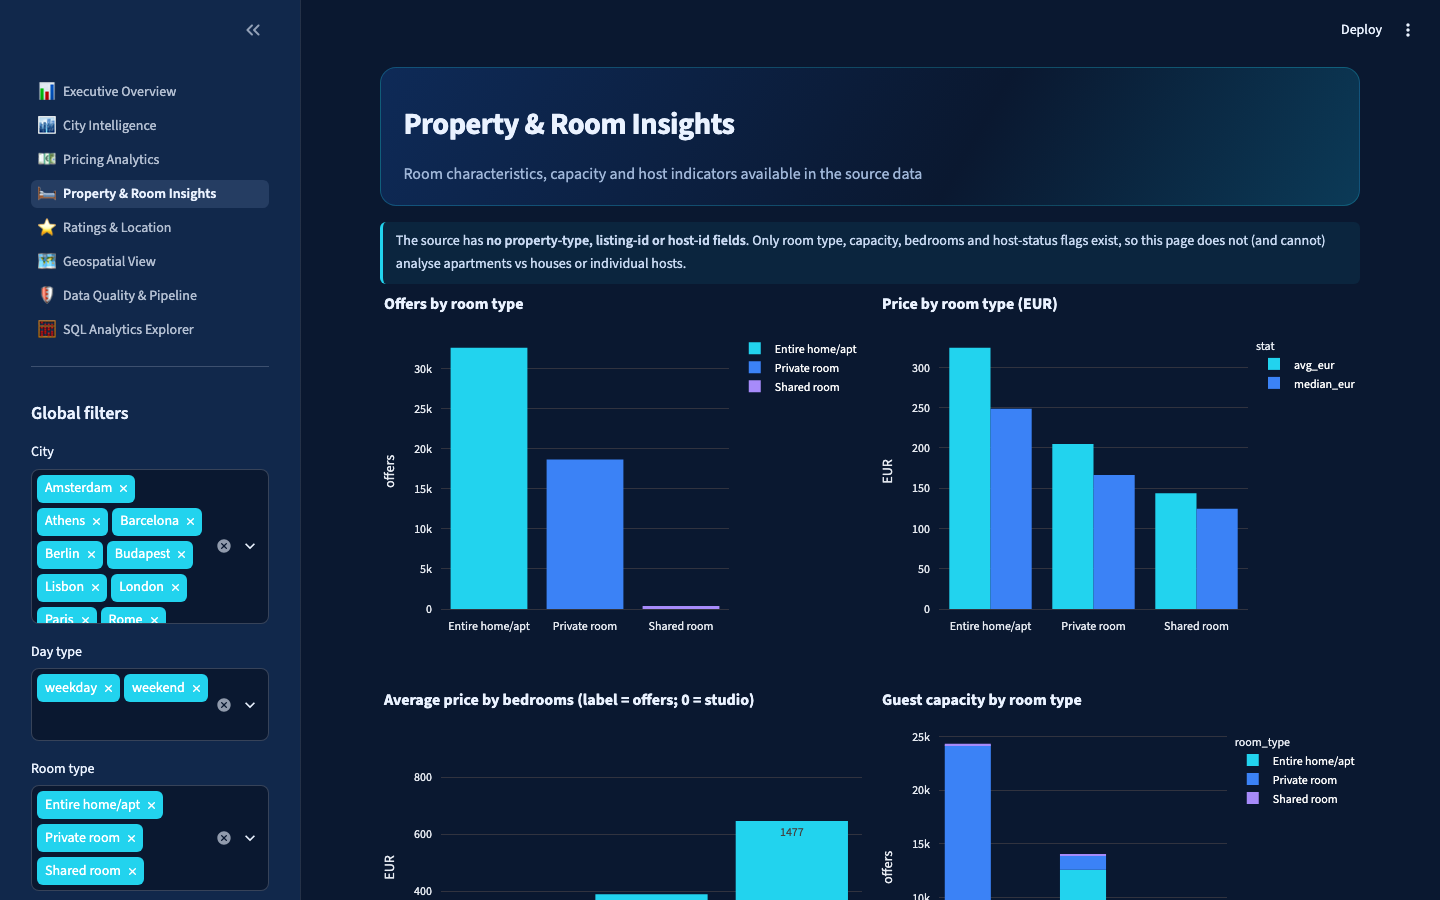 Deploy
Executive Overview
City Intelligence
Pricing Analytics
Property & Room Insights
Ratings & Location
Geospatial View
Data Quality & Pipeline
SQL Analytics Explorer
Global filters
City
Amsterdam ×
Athens × Barcelona ×
Berlin × Budapest ×
Lisbon × London ×
Paris × Rome ×
Day type
weekday × weekend ×
Room type
Entire home/apt ×
Private room ×
Shared room ×
Property & Room Insights
Room characteristics, capacity and host indicators available in the source data
The source has no property-type, listing-id or host-id fields. Only room type, capacity, bedrooms and host-status flags exist, so this page does not (and cannot)
analyse apartments vs houses or individual hosts.
Offers by room type
offers
30k
25k
20k
15k
10k
5k
0
Entire home/apt Private room Shared room
Entire home/apt
Private room
Shared room
Price by room type (EUR)
EUR
300
250
200
150
100
50
0
Entire home/apt Private room Shared room
stat
avg_eur
median_eur
Average price by bedrooms (label = offers; 0 = studio)
EUR
800
600
400
1477
Guest capacity by room type
offers
25k
20k
15k
10k
room_type
Entire home/apt
Private room
Shared room